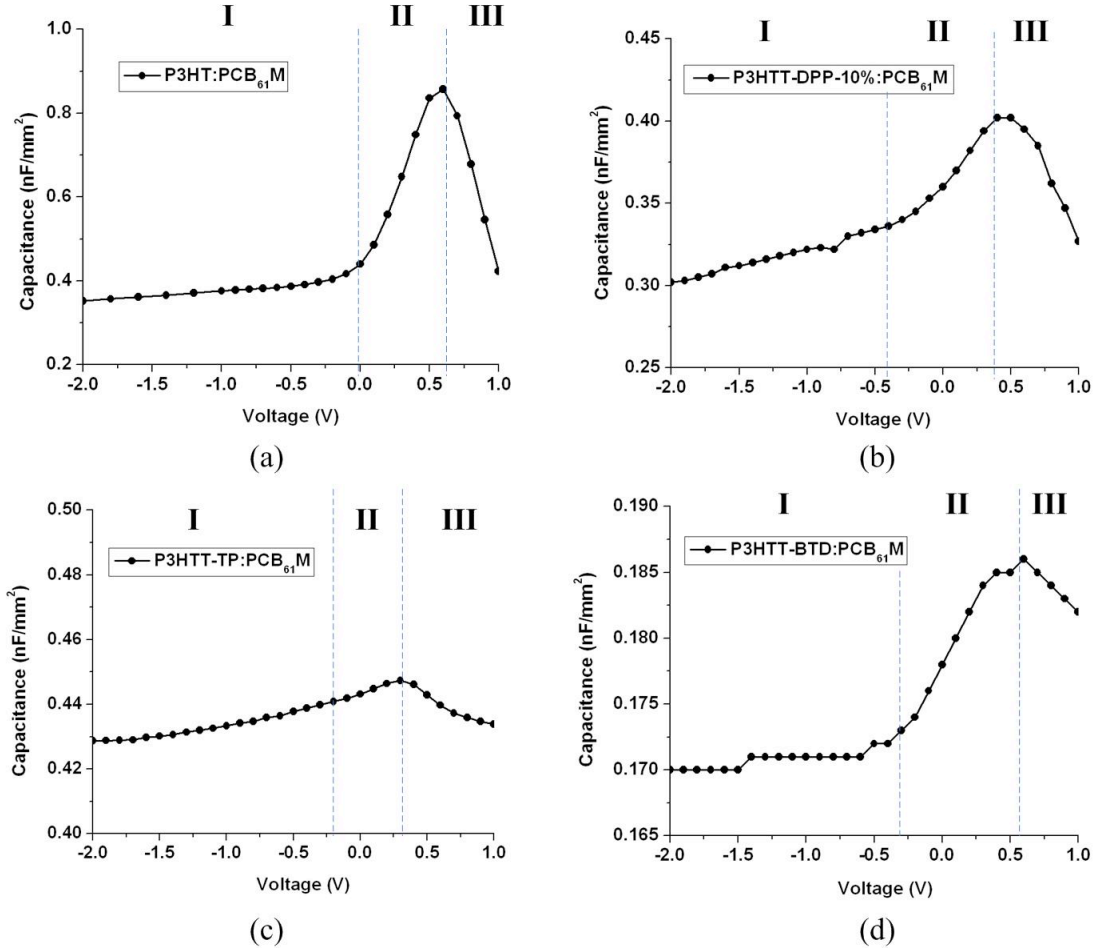 I II III
1.0
P3HT:PCB₆₁M
0.8
0.6
0.4
0.2
Capacitance (nF/mm²)
-2.0 -1.5 -1.0 -0.5 0.0 0.5 1.0
Voltage (V)
(a)
I II III
0.45
P3HTT-DPP-10%:PCB₆₁M
0.40
0.35
0.30
0.25
Capacitance (nF/mm²)
-2.0 -1.5 -1.0 -0.5 0.0 0.5 1.0
Voltage (V)
(b)
0.50
I II III
P3HTT-TP:PCB₆₁M
0.48
0.46
0.44
0.42
0.40
Capacitance (nF/mm²)
-2.0 -1.5 -1.0 -0.5 0.0 0.5 1.0
Voltage (V)
(c)
0.190
I II III
P3HTT-BTD:PCB₆₁M
0.185
0.180
0.175
0.170
0.165
Capacitance (nF/mm²)
-2.0 -1.5 -1.0 -0.5 0.0 0.5 1.0
Voltage (V)
(d)